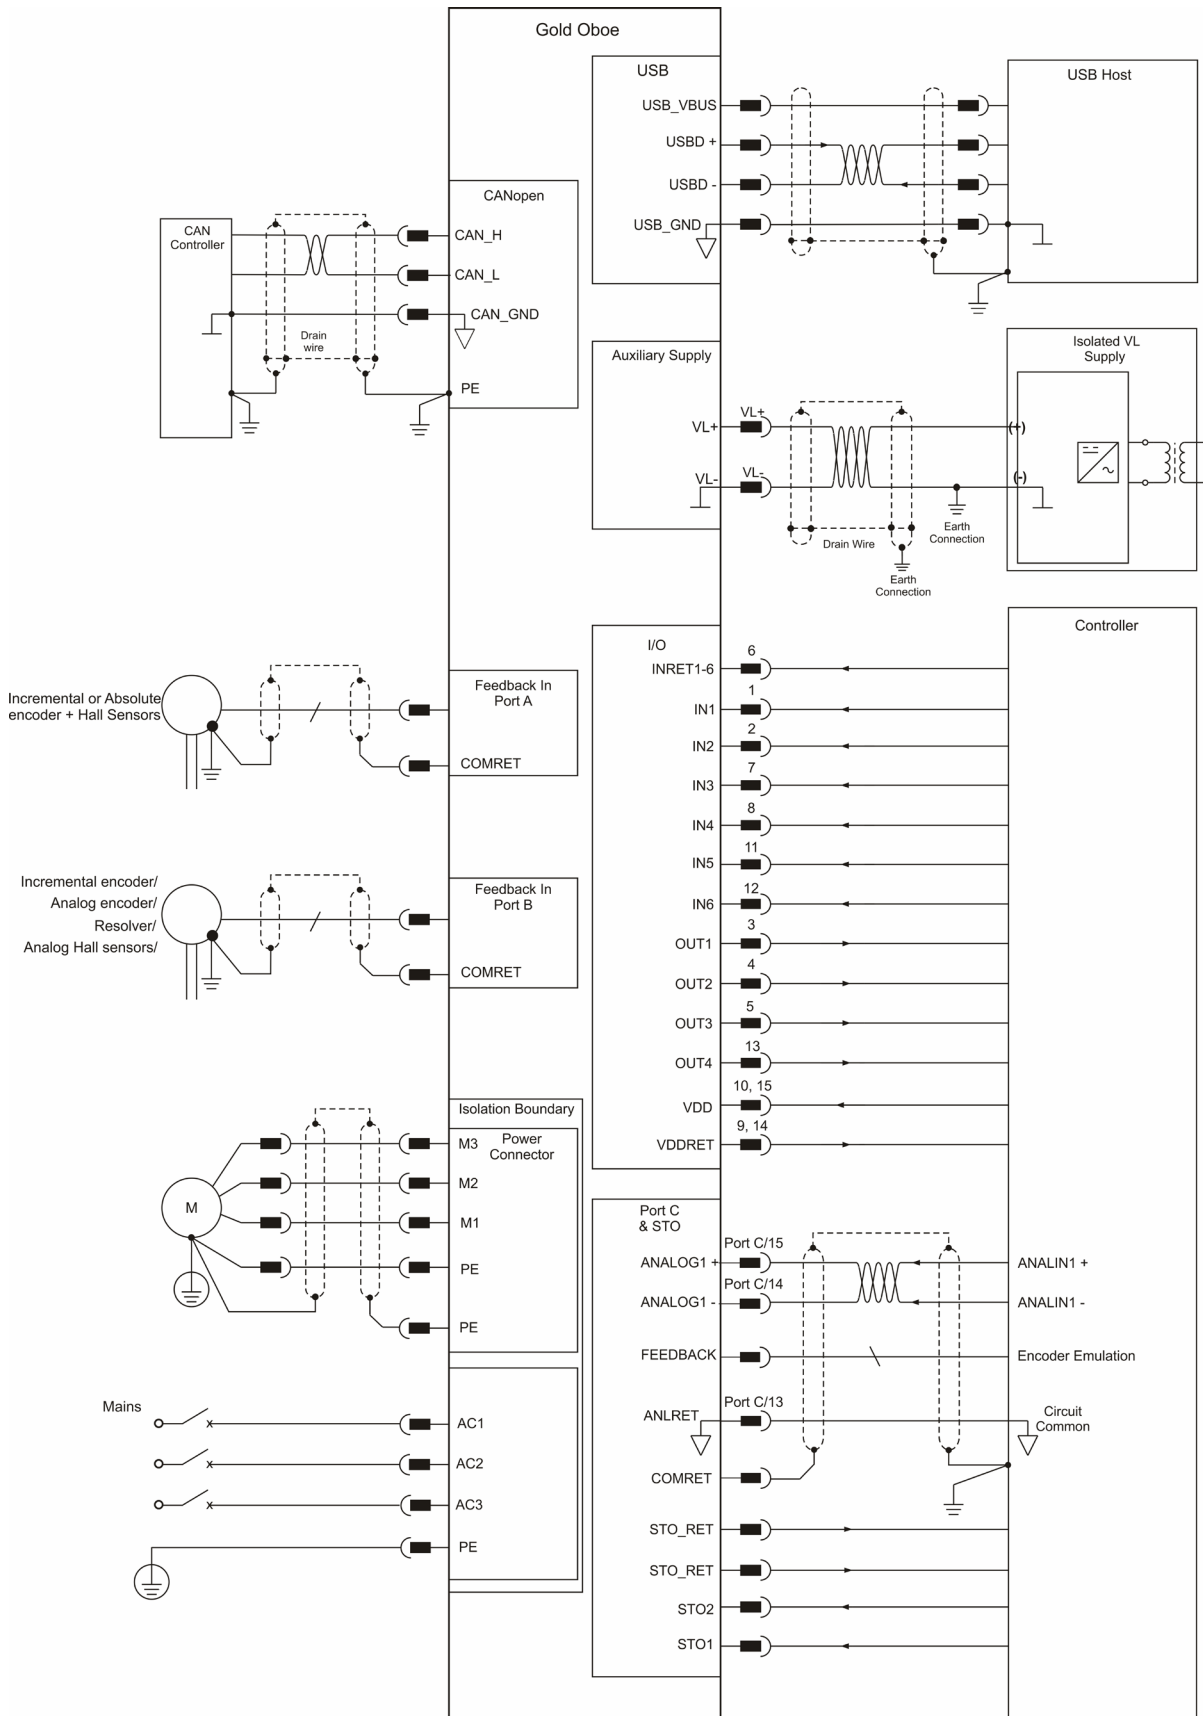 Gold Oboe
USB
USB_VBUS
USBD +
USBD -
USB_GND
USB Host
CANopen
CAN_H
CAN_L
CAN_GND
PE
CAN
Controller
Drain
wire
Auxiliary Supply
VL+
VL-
VL+
VL-
Drain Wire
Earth
Connection
Earth
Connection
Isolated VL
Supply
(+)
(-)
Incremental or Absolute
encoder + Hall Sensors
Feedback In
Port A
COMRET
Incremental encoder/
Analog encoder/
Resolver/
Analog Hall sensors/
Feedback In
Port B
COMRET
I/O
INRET1-6
6
IN1
1
IN2
2
IN3
7
IN4
8
IN5
11
IN6
12
OUT1
3
OUT2
4
OUT3
5
OUT4
13
VDD
10, 15
VDDRET
9, 14
Controller
Isolation Boundary
Power
Connector
M3
M2
M1
PE
PE
M
Mains
AC1
AC2
AC3
PE
Port C
& STO
ANALOG1 +
Port C/15
ANALIN1 +
ANALOG1 -
Port C/14
ANALIN1 -
FEEDBACK
Encoder Emulation
ANLRET
Port C/13
Circuit
Common
COMRET
STO_RET
STO_RET
STO2
STO1